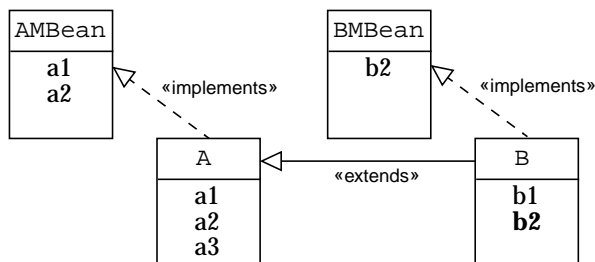 AMBean
a1
a2
BMBean
b2
«implements»
«implements»
A
a1
a2
a3
«extends»
B
b1
b2